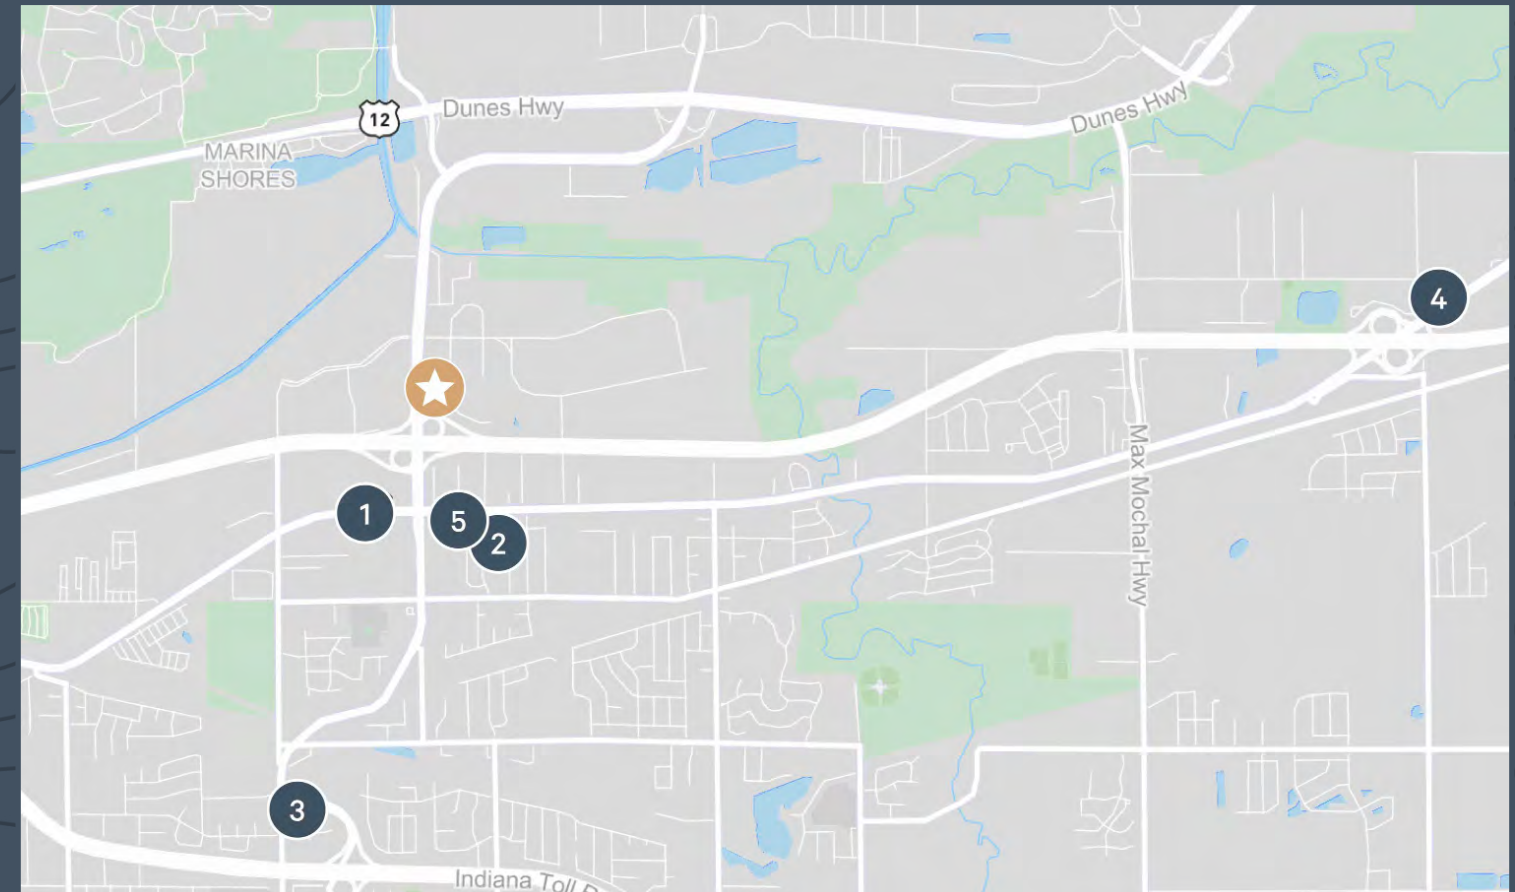 12
Dunes Hwy
Dunes Hwy
MARINA
SHORES
4
Max Mochal Hwy
1
5
2
3
Indiana Toll R